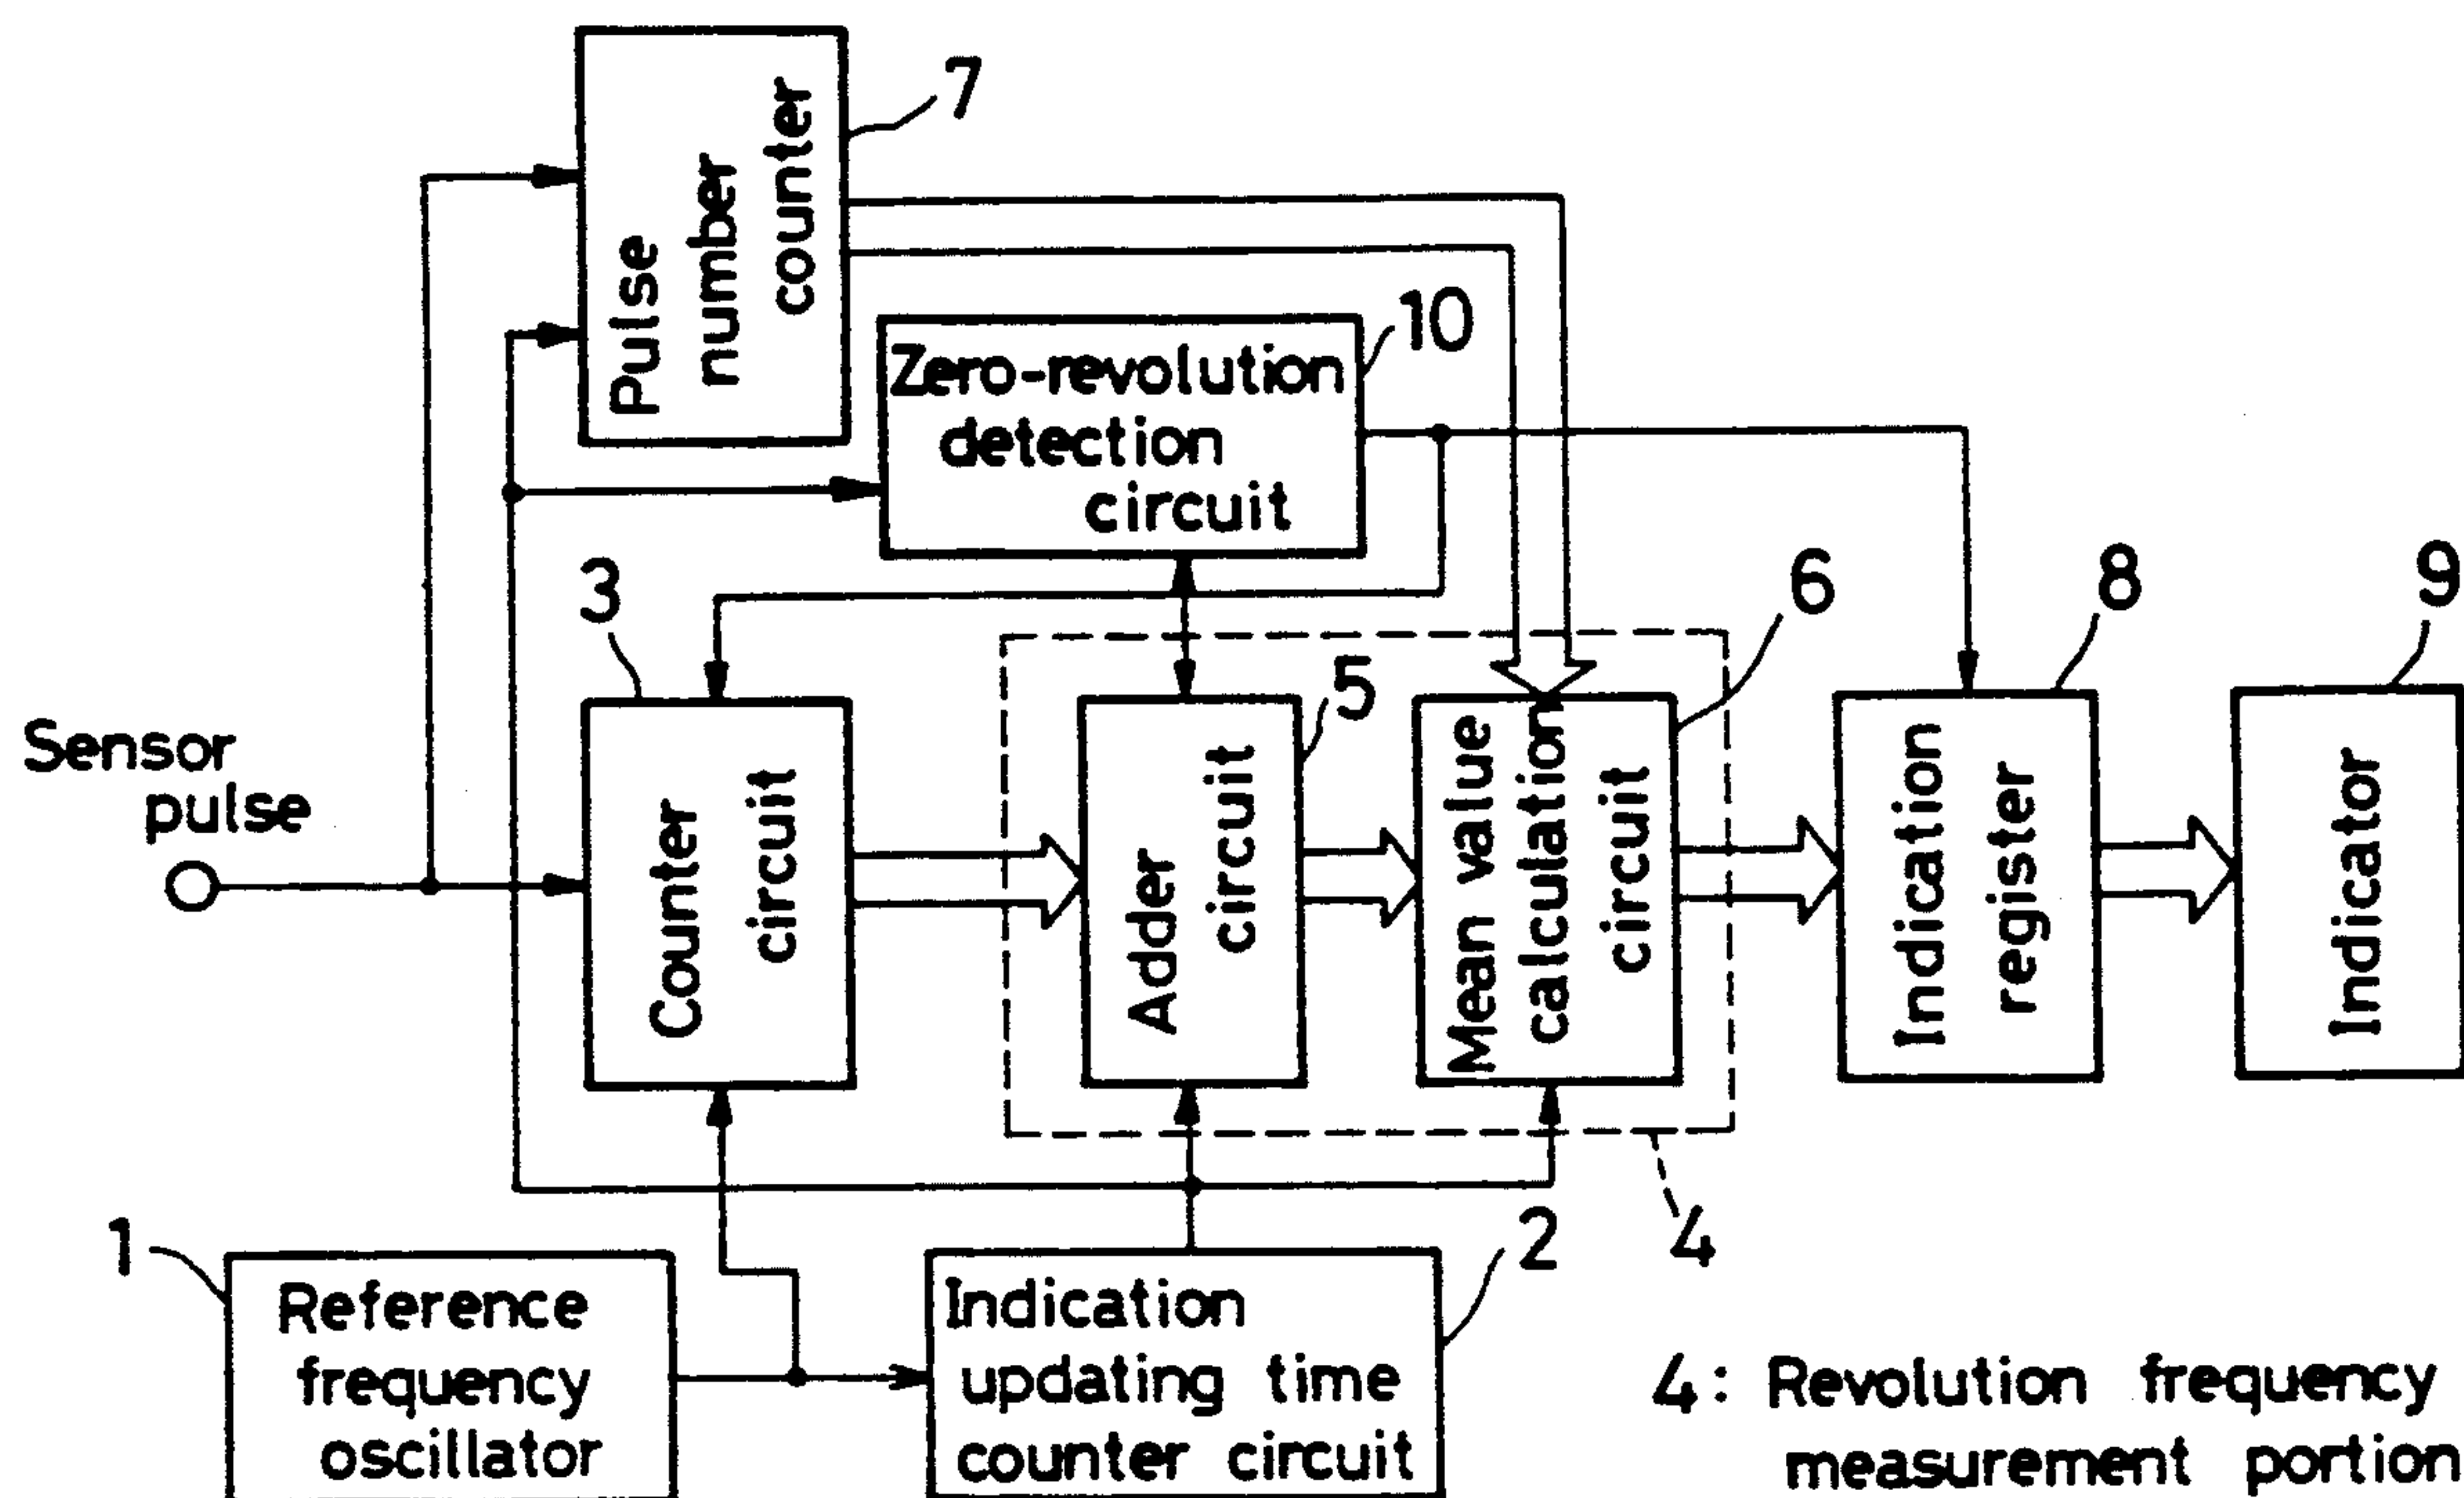 Pulse
number
counter
7
Zero-revolution
detection
circuit
10
3
5
6
8
9
Sensor
pulse
Counter
circuit
Adder
circuit
Mean value
calculation
circuit
Indication
register
Indicator
1
Reference
frequency
oscillator
2
Indication
updating time
counter circuit
4
4: Revolution frequency
measurement portion